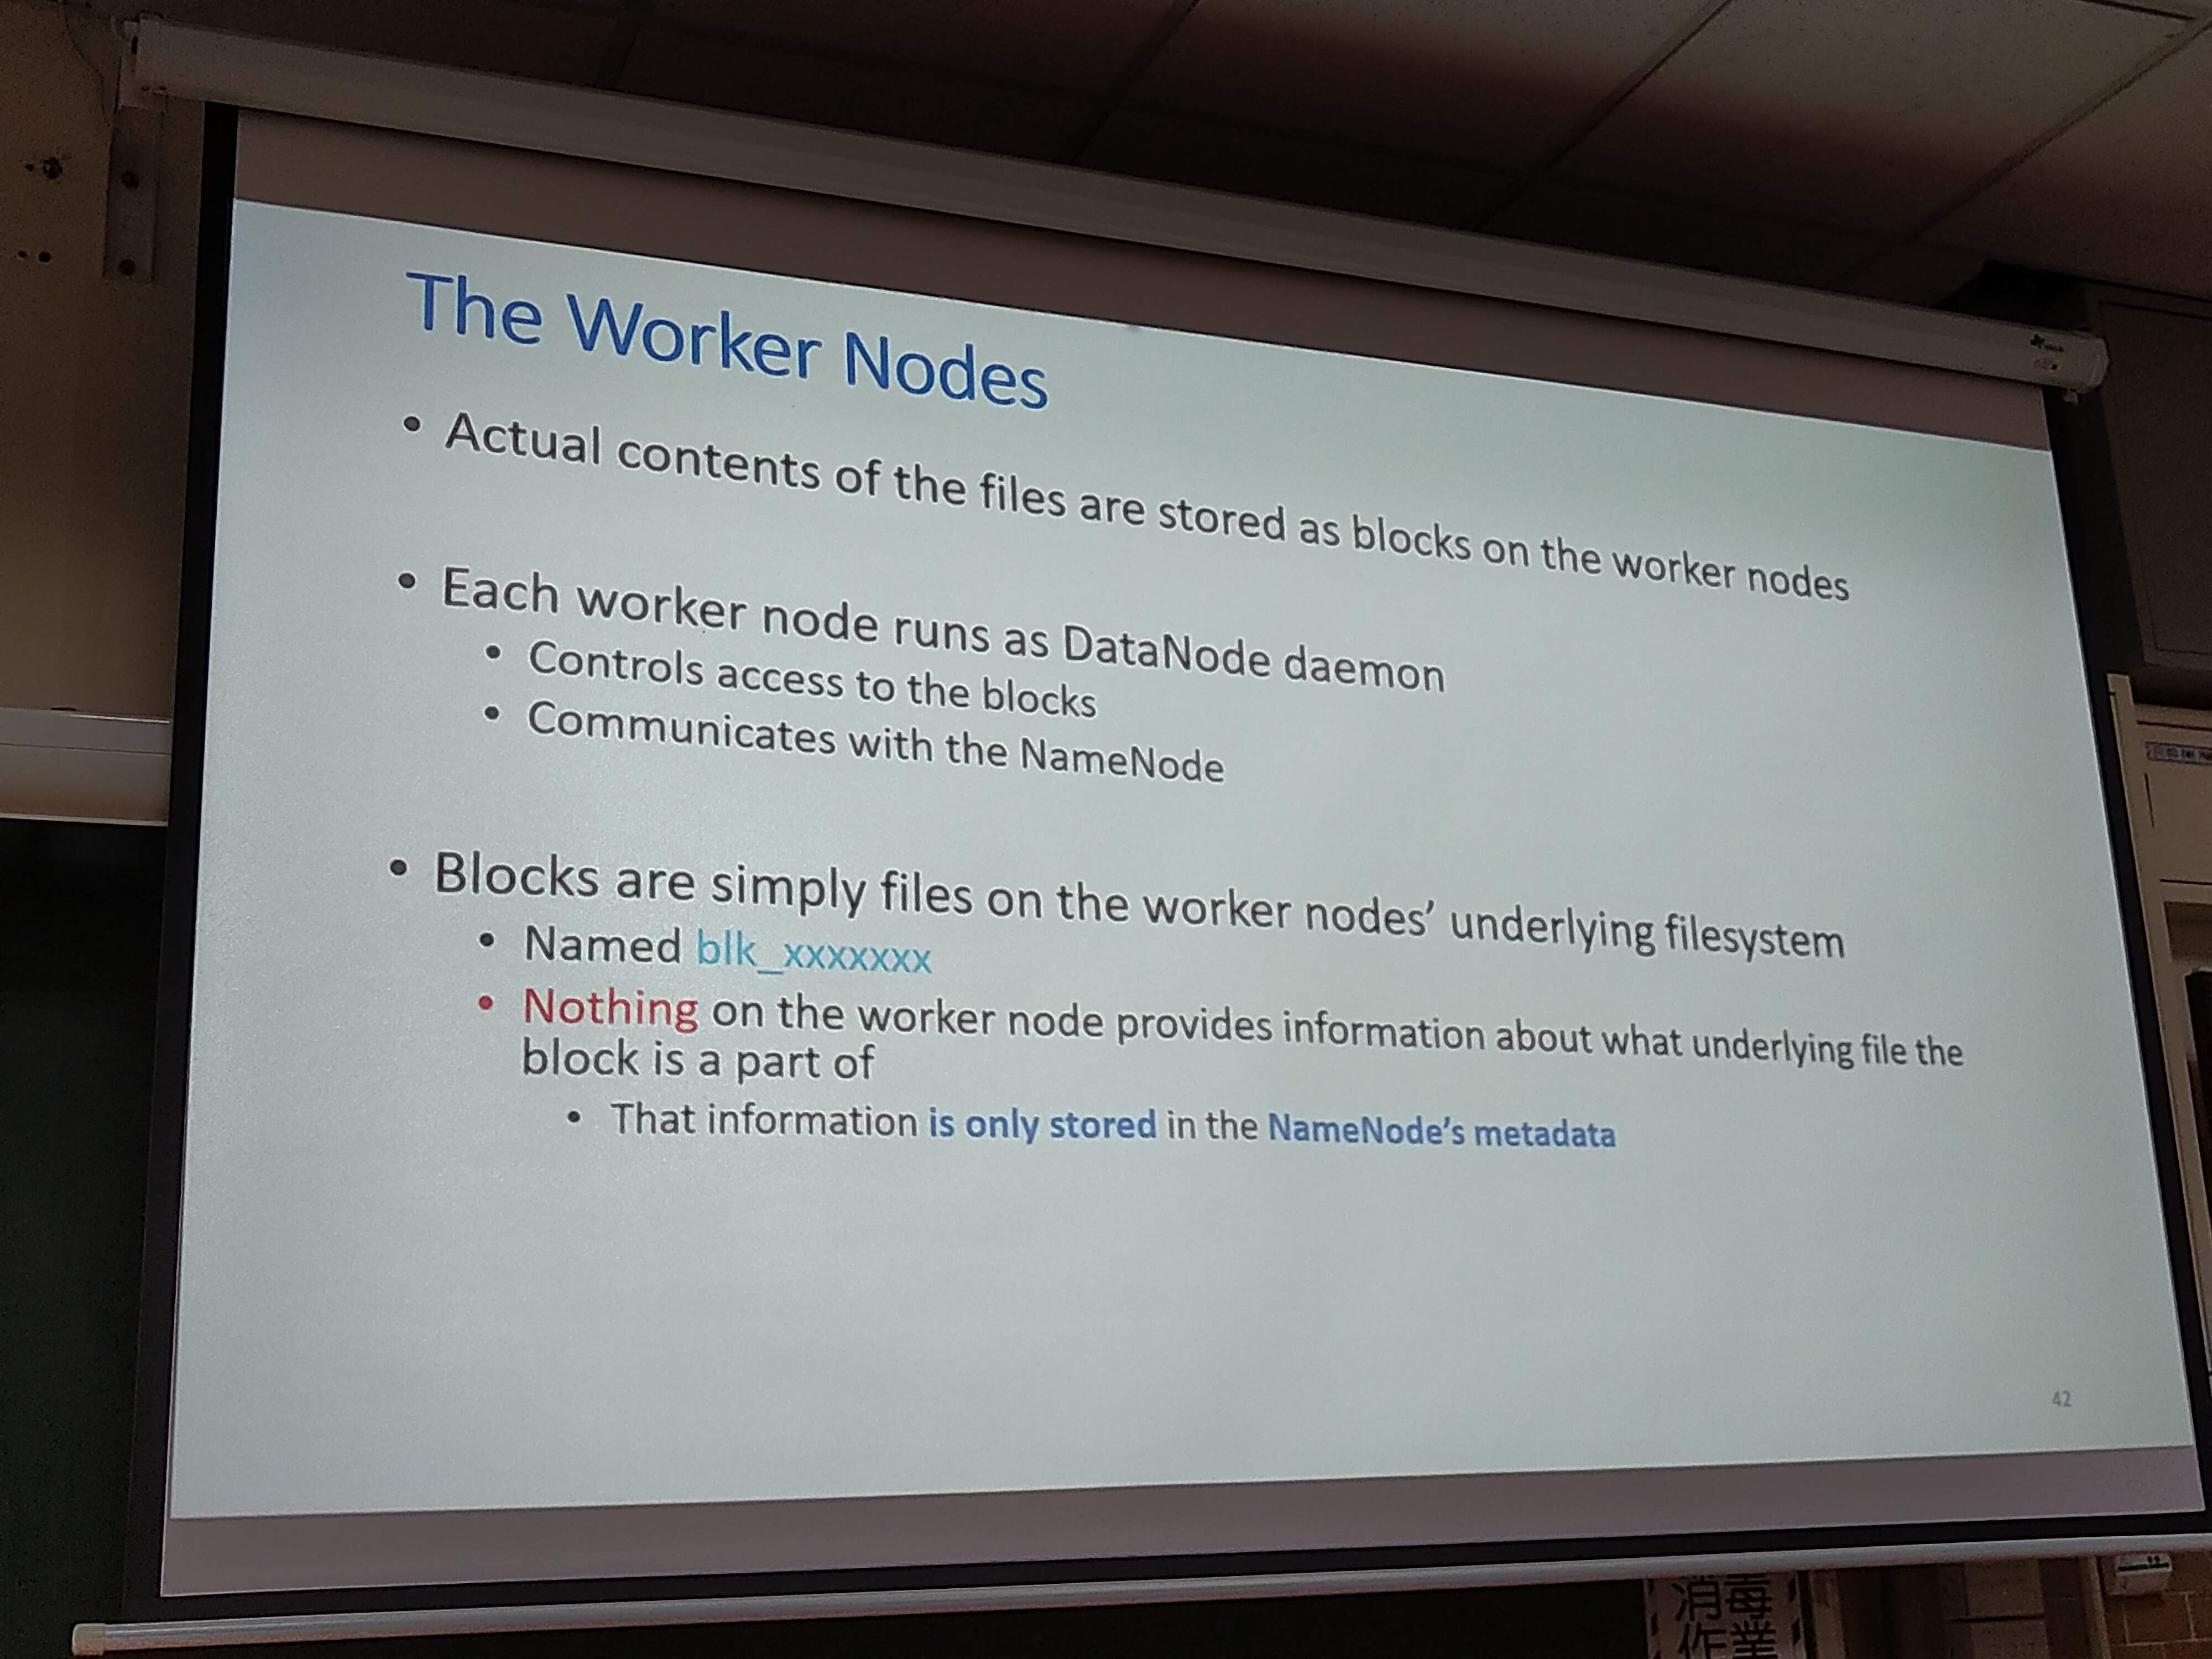 The Worker Nodes
• Actual contents of the files are stored as blocks on the worker nodes
• Each worker node runs as DataNode daemon
• Controls access to the blocks
• Communicates with the NameNode
• Blocks are simply files on the worker nodes’ underlying filesystem
• Named blk_xxxxxxx
• Nothing on the worker node provides information about what underlying file the
block is a part of
• That information is only stored in the NameNode’s metadata
42
消毒
作業